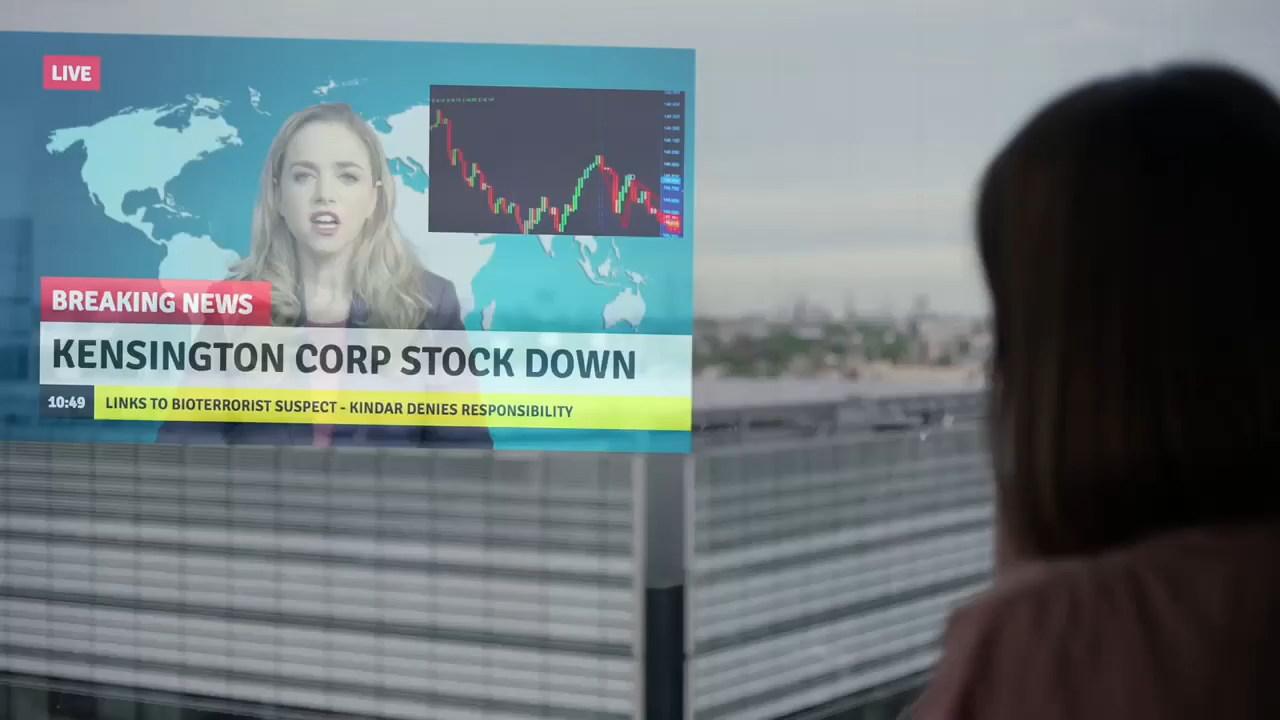 LIVE
BREAKING NEWS
KENSINGTON CORP STOCK DOWN
10:49
LINKS TO BIOTERRORIST SUSPECT - KINDAR DENIES RESPONSIBILITY